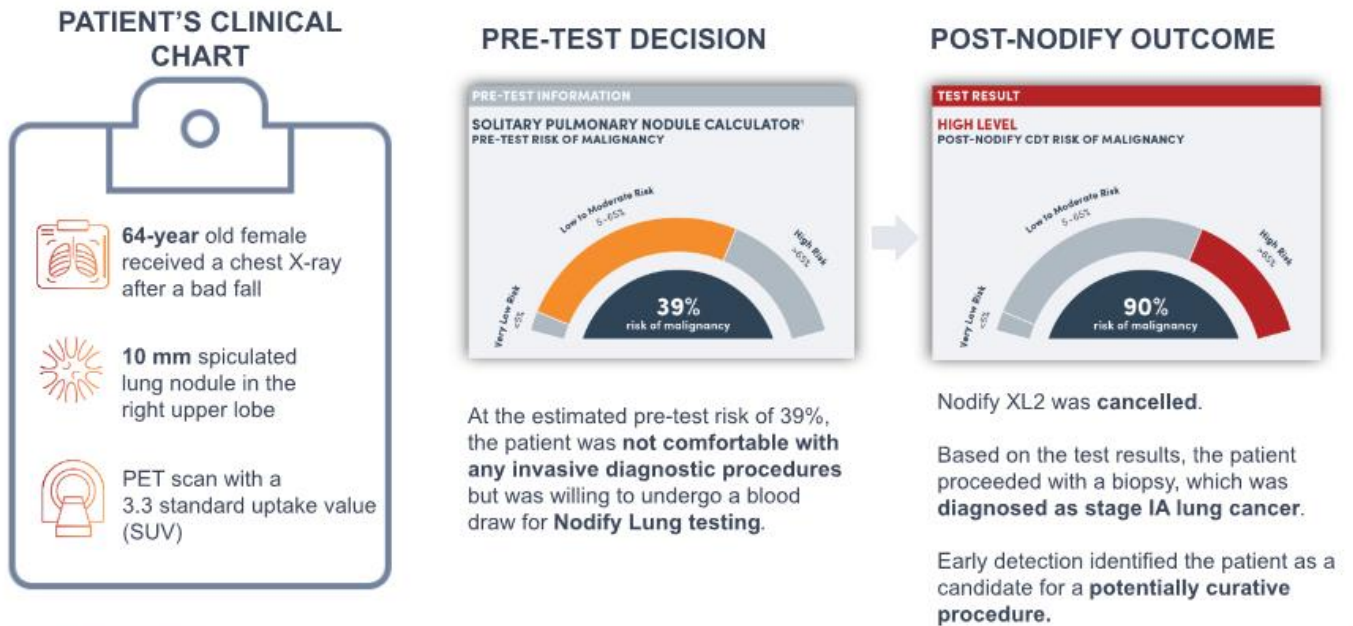 PATIENT'S CLINICAL
CHART
64-year old female
received a chest X-ray
after a bad fall
10 mm spiculated
lung nodule in the
right upper lobe
PET scan with a
3.3 standard uptake value
(SUV)
PRE-TEST DECISION
PRE-TEST INFORMATION
SOLITARY PULMONARY NODULE CALCULATOR¹
PRE-TEST RISK OF MALIGNANCY
Very Low Risk
<5%
Low to Moderate Risk
5-65%
High Risk
>65%
39%
risk of malignancy
At the estimated pre-test risk of 39%,
the patient was not comfortable with
any invasive diagnostic procedures
but was willing to undergo a blood
draw for Nodify Lung testing.
POST-NODIFY OUTCOME
TEST RESULT
HIGH LEVEL
POST-NODIFY CDT RISK OF MALIGNANCY
Very Low Risk
<5%
Low to Moderate Risk
5-65%
High Risk
>65%
90%
risk of malignancy
Nodify XL2 was cancelled.
Based on the test results, the patient
proceeded with a biopsy, which was
diagnosed as stage IA lung cancer.
Early detection identified the patient as a
candidate for a potentially curative
procedure.